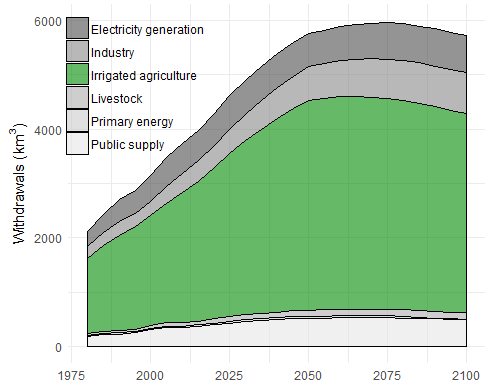 6000
4000
2000
0
Withdrawals (km³)
Electricity generation
Industry
Irrigated agriculture
Livestock
Primary energy
Public supply
1975 2000 2025 2050 2075 2100